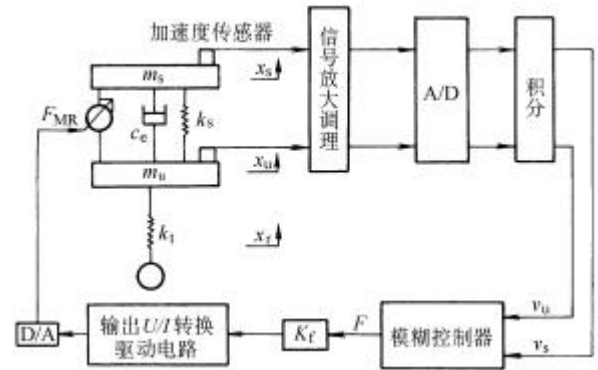 加速度传感器
m_s
x_s
F_MR
c_e
k_s
m_u
x_u
k_t
x_r
信号放大调理
A/D
积分
v_u
v_s
模糊控制器
F
K_f
输出U/I转换
驱动电路
D/A